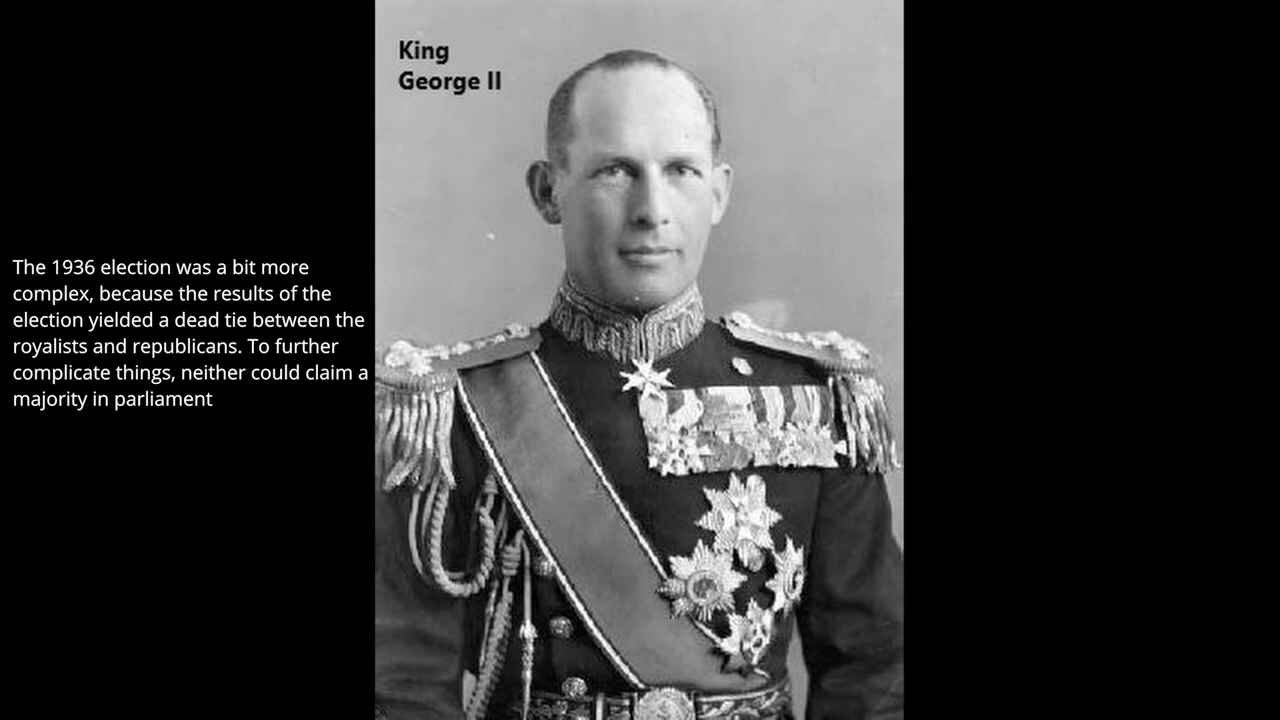 King
George II
The 1936 election was a bit more
complex, because the results of the
election yielded a dead tie between the
royalists and republicans. To further
complicate things, neither could claim a
majority in parliament